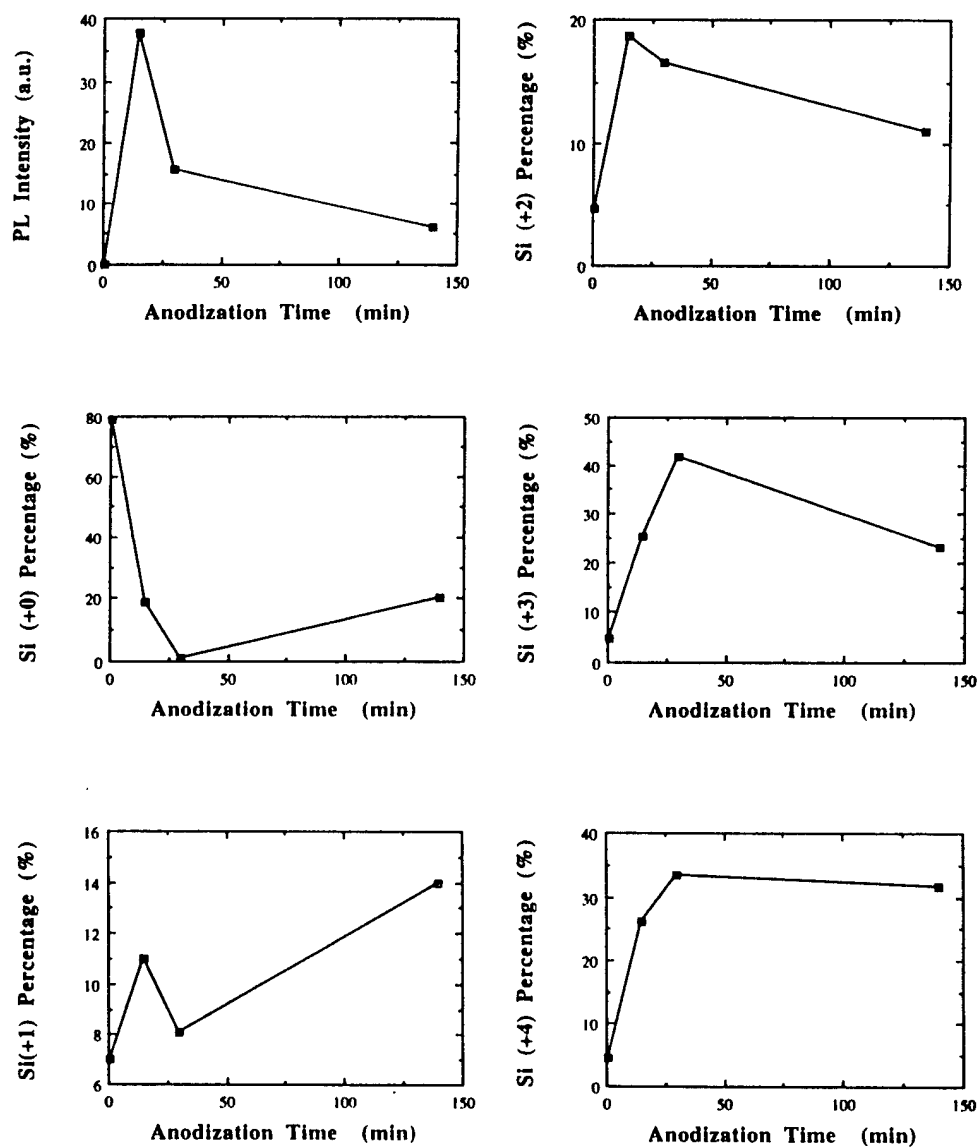 PL Intensity (a.u.)
40
35
30
20
10
5
0
0 50 100 150
Anodization Time (min)
Si (+2) Percentage (%)
20
10
0
0 50 100 150
Anodization Time (min)
Si (+0) Percentage (%)
80
60
40
20
0
0 50 100 150
Anodization Time (min)
Si (+3) Percentage (%)
50
40
30
20
10
0
0 50 100 150
Anodization Time (min)
Si(+1) Percentage (%)
16
14
12
10
8
6
0 50 100 150
Anodization Time (min)
Si (+4) Percentage (%)
40
30
20
10
0
0 50 100 150
Anodization Time (min)